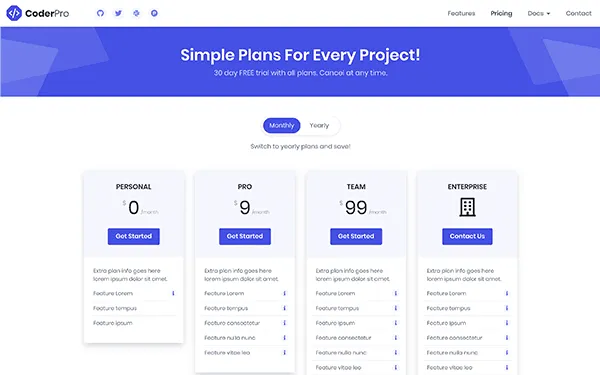 CoderPro
Features
Pricing
Docs
Contact
Simple Plans For Every Project!
30 day FREE trial with all plans. Cancel at any time.
Monthly
Yearly
Switch to yearly plans and save!
PERSONAL
$0 /month
Get Started
Extra plan info goes here
lorem ipsum dolor sit amet.
Feature Lorem
Feature tempus
Feature ipsum
PRO
$9 /month
Get Started
Extra plan info goes here
lorem ipsum dolor sit amet.
Feature Lorem
Feature tempus
Feature consectetur
Feature nulla nunc
Feature vitae leo
TEAM
$99 /month
Get Started
Extra plan info goes here
lorem ipsum dolor sit amet.
Feature Lorem
Feature tempus
Feature ipsum
Feature consectetur
Feature nulla nunc
Feature vitae leo
ENTERPRISE
Contact Us
Extra plan info goes here
lorem ipsum dolor sit amet.
Feature Lorem
Feature tempus
Feature ipsum
Feature consectetur
Feature nulla nunc
Feature vitae leo